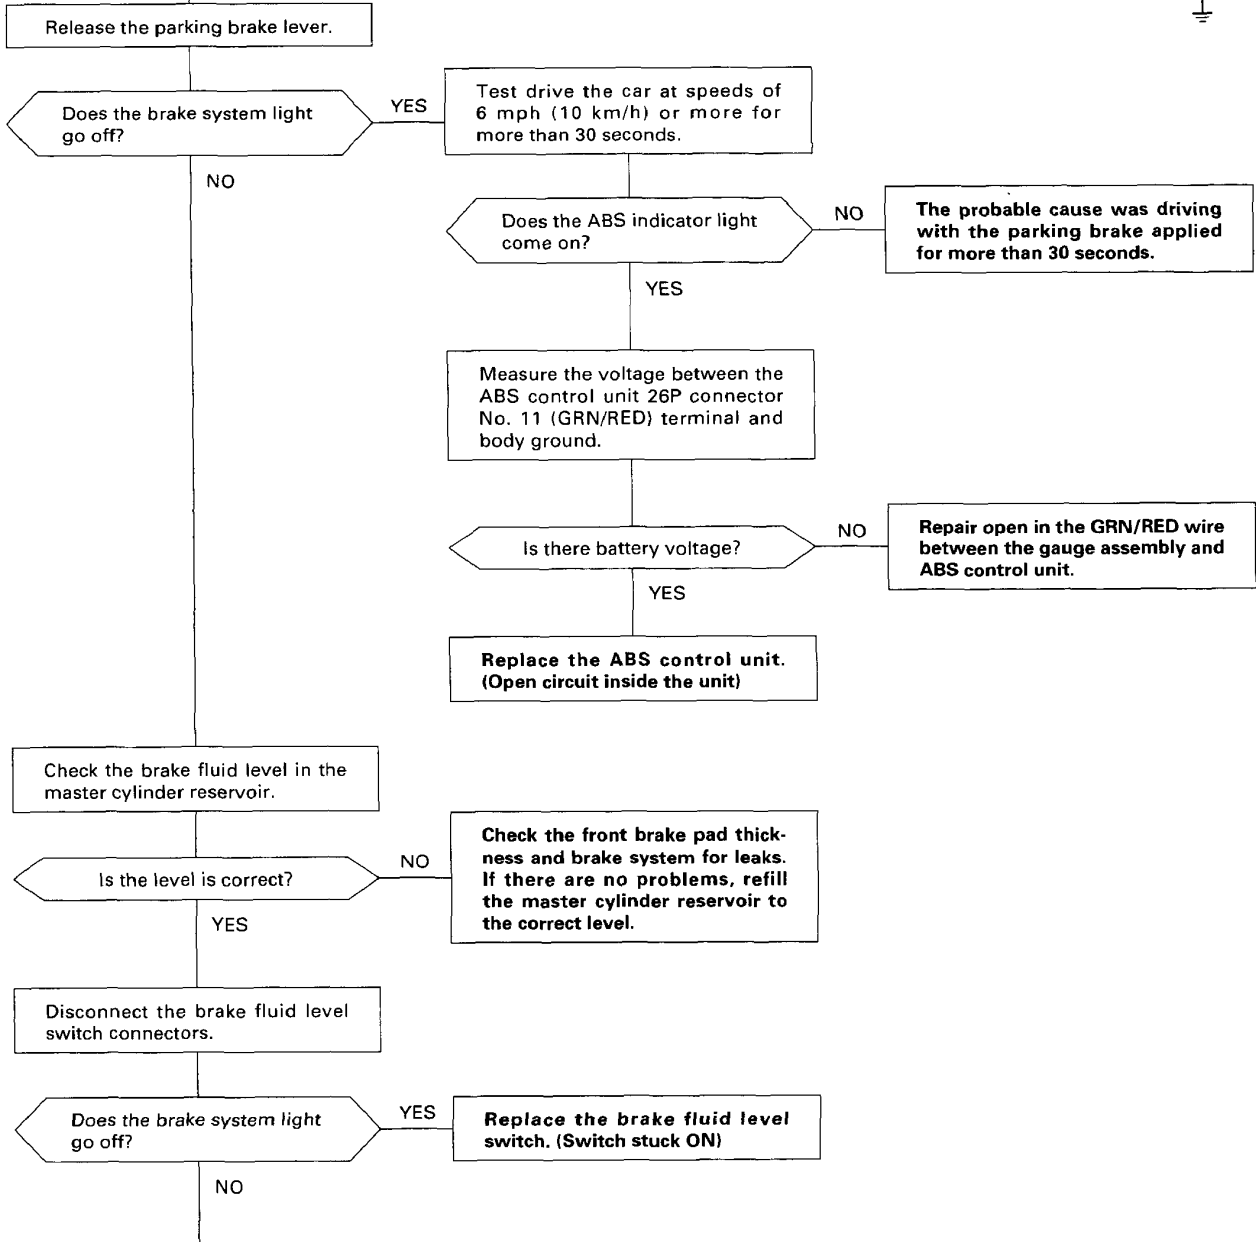 Release the parking brake lever.
Does the brake system light
go off?
YES
Test drive the car at speeds of
6 mph (10 km/h) or more for
more than 30 seconds.
NO
Does the ABS indicator light
come on?
NO
The probable cause was driving
with the parking brake applied
for more than 30 seconds.
YES
Measure the voltage between the
ABS control unit 26P connector
No. 11 (GRN/RED) terminal and
body ground.
Is there battery voltage?
NO
Repair open in the GRN/RED wire
between the gauge assembly and
ABS control unit.
YES
Replace the ABS control unit.
(Open circuit inside the unit)
Check the brake fluid level in the
master cylinder reservoir.
Is the level is correct?
NO
Check the front brake pad thick-
ness and brake system for leaks.
If there are no problems, refill
the master cylinder reservoir to
the correct level.
YES
Disconnect the brake fluid level
switch connectors.
Does the brake system light
go off?
YES
Replace the brake fluid level
switch. (Switch stuck ON)
NO